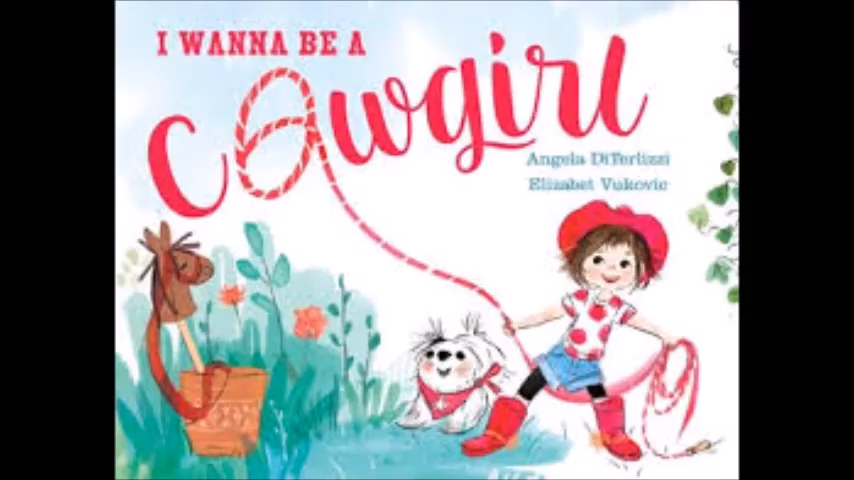 I WANNA BE A
Cowgirl
Angela DiTerlizzi
Elizabet Vukovic